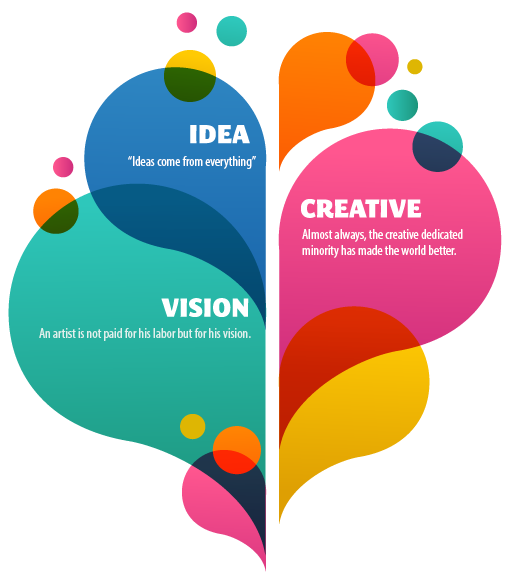 IDEA
“Ideas come from everything”
CREATIVE
Almost always, the creative dedicated
minority has made the world better.
VISION
An artist is not paid for his labor but for his vision.